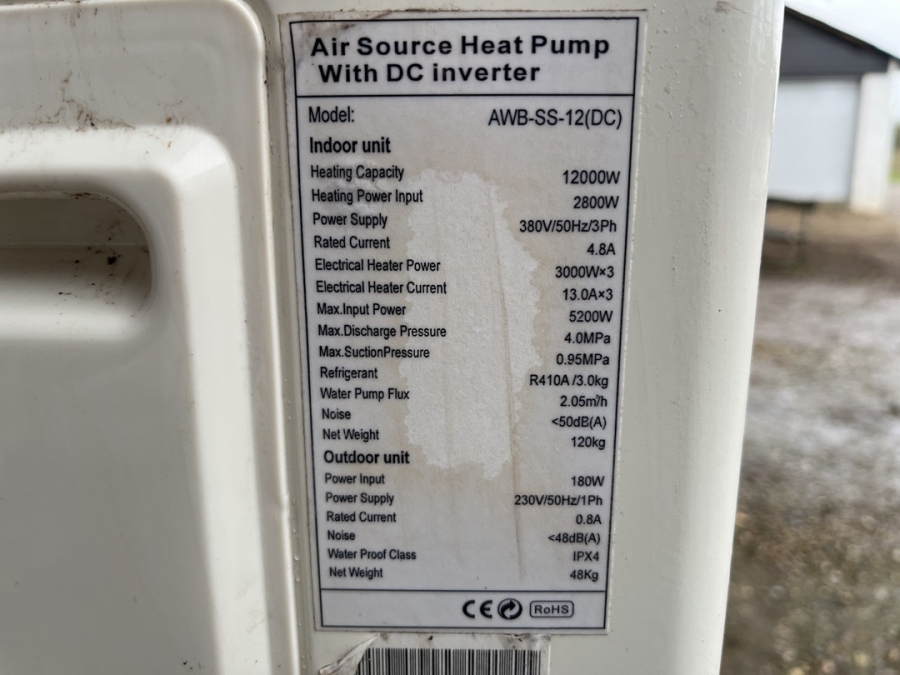 Air Source Heat Pump
With DC inverter
Model: AWB-SS-12(DC)
Indoor unit
Heating Capacity 12000W
Heating Power Input 2800W
Power Supply 380V/50Hz/3Ph
Rated Current 4.8A
Electrical Heater Power 3000W×3
Electrical Heater Current 13.0A×3
Max.Input Power 5200W
Max.Discharge Pressure 4.0MPa
Max.SuctionPressure 0.95MPa
Refrigerant R410A /3.0kg
Water Pump Flux 2.05m³/h
Noise <50dB(A)
Net Weight 120kg
Outdoor unit
Power Input 180W
Power Supply 230V/50Hz/1Ph
Rated Current 0.8A
Noise <48dB(A)
Water Proof Class IPX4
Net Weight 48Kg
CE RoHS